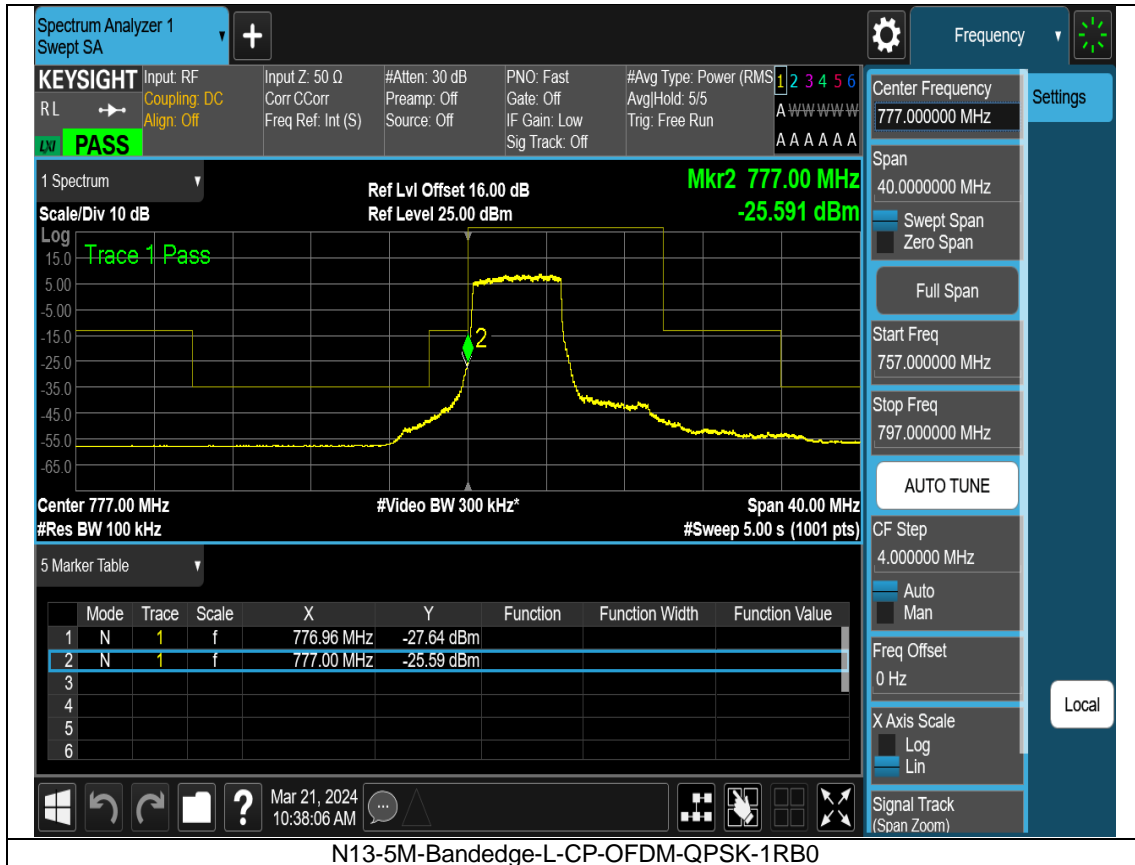 Spectrum Analyzer 1
Swept SA
Frequency
KEYSIGHT
Input: RF
Input Z: 50 Ω
#Atten: 30 dB
PNO: Fast
#Avg Type: Power (RMS
1 2 3 4 5 6
RL
Coupling: DC
Corr CCorr
Preamp: Off
Gate: Off
Avg|Hold: 5/5
A W W W W W
Align: Off
Freq Ref: Int (S)
Source: Off
IF Gain: Low
Trig: Free Run
LXI
PASS
Sig Track: Off
A A A A A A
1 Spectrum
Ref Lvl Offset 16.00 dB
Mkr2 777.00 MHz
Scale/Div 10 dB
Ref Level 25.00 dBm
-25.591 dBm
Log
Trace 1 Pass
15.0
5.00
-5.00
-15.0
2
-25.0
-35.0
-45.0
-55.0
-65.0
Center 777.00 MHz
#Video BW 300 kHz*
Span 40.00 MHz
#Res BW 100 kHz
#Sweep 5.00 s (1001 pts)
5 Marker Table
Mode Trace Scale X Y Function Function Width Function Value
1 N 1 f 776.96 MHz -27.64 dBm
2 N 1 f 777.00 MHz -25.59 dBm
3
4
5
6
Mar 21, 2024
10:38:06 AM
Center Frequency
777.000000 MHz
Settings
Span
40.0000000 MHz
Swept Span
Zero Span
Full Span
Start Freq
757.000000 MHz
Stop Freq
797.000000 MHz
AUTO TUNE
CF Step
4.000000 MHz
Auto
Man
Freq Offset
0 Hz
Local
X Axis Scale
Log
Lin
Signal Track
(Span Zoom)
N13-5M-Bandedge-L-CP-OFDM-QPSK-1RB0